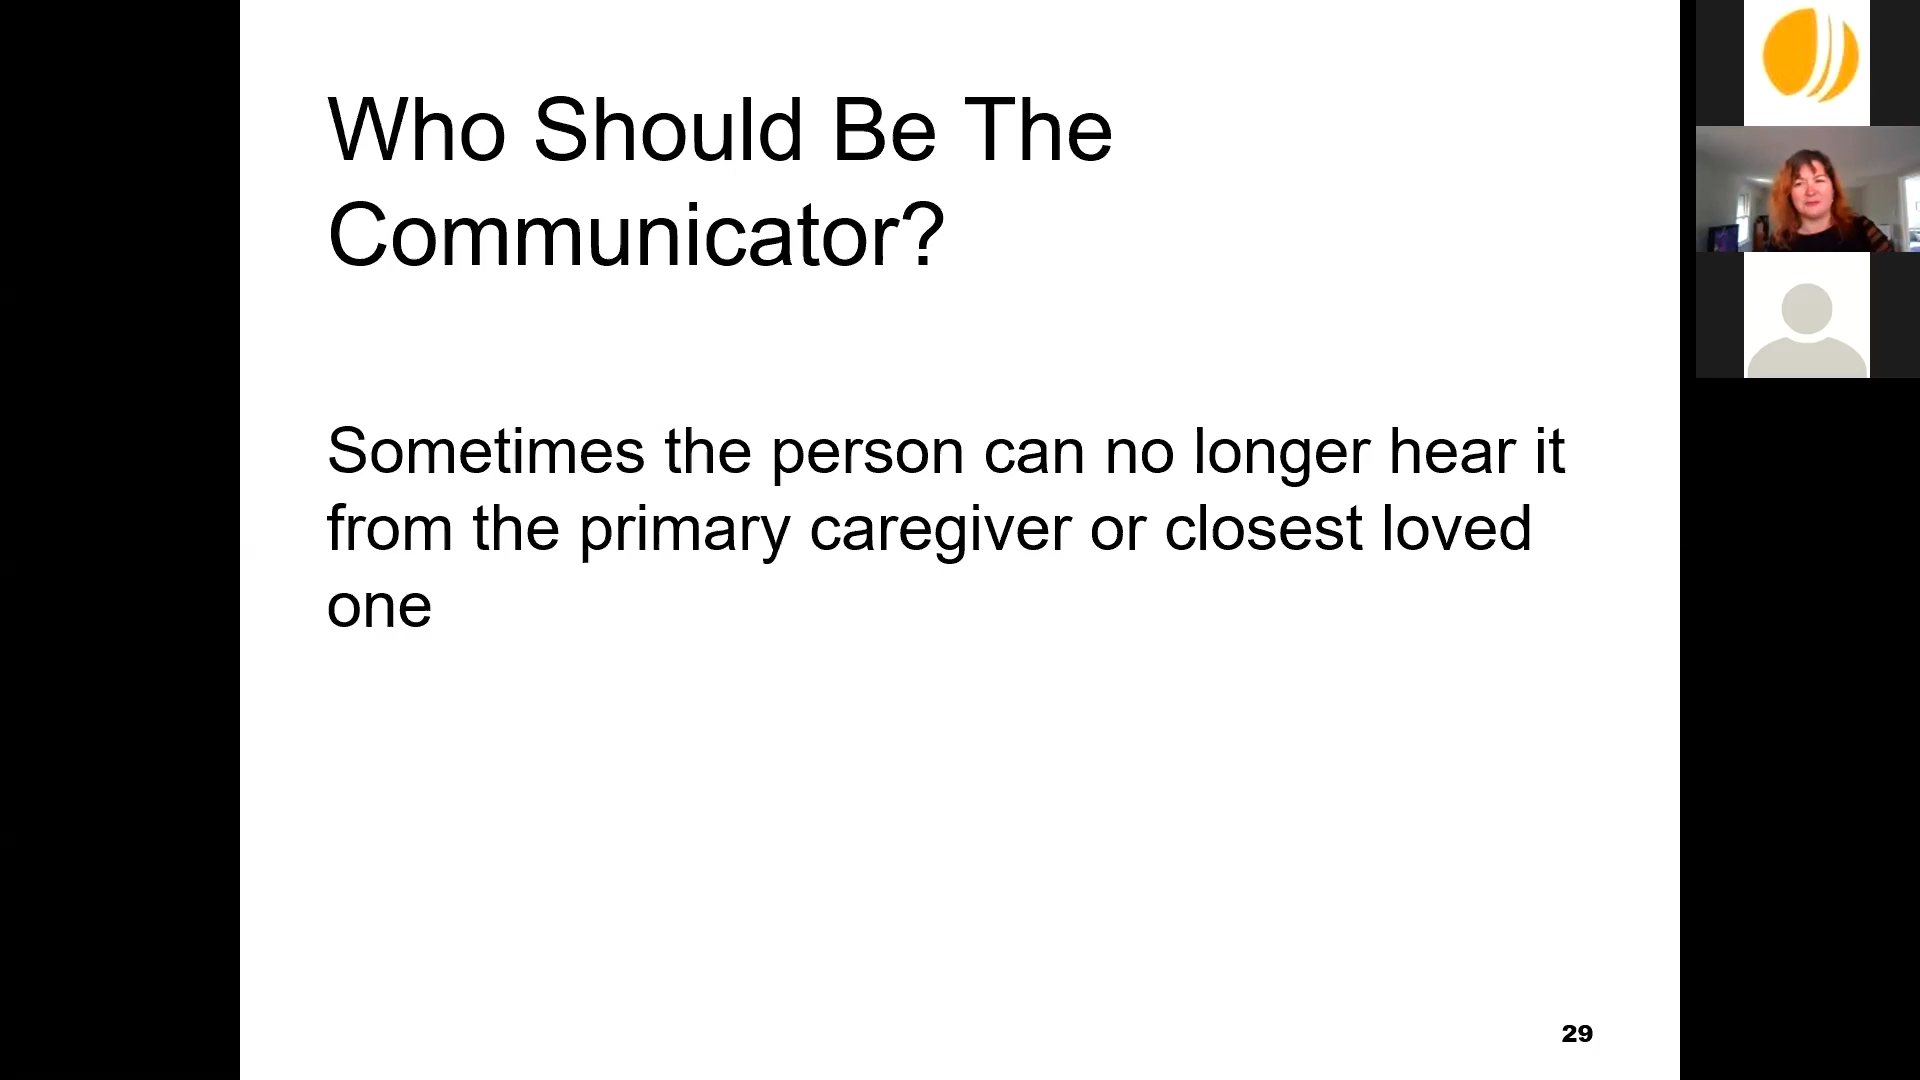 Who Should Be The
Communicator?
Sometimes the person can no longer hear it
from the primary caregiver or closest loved
one
29